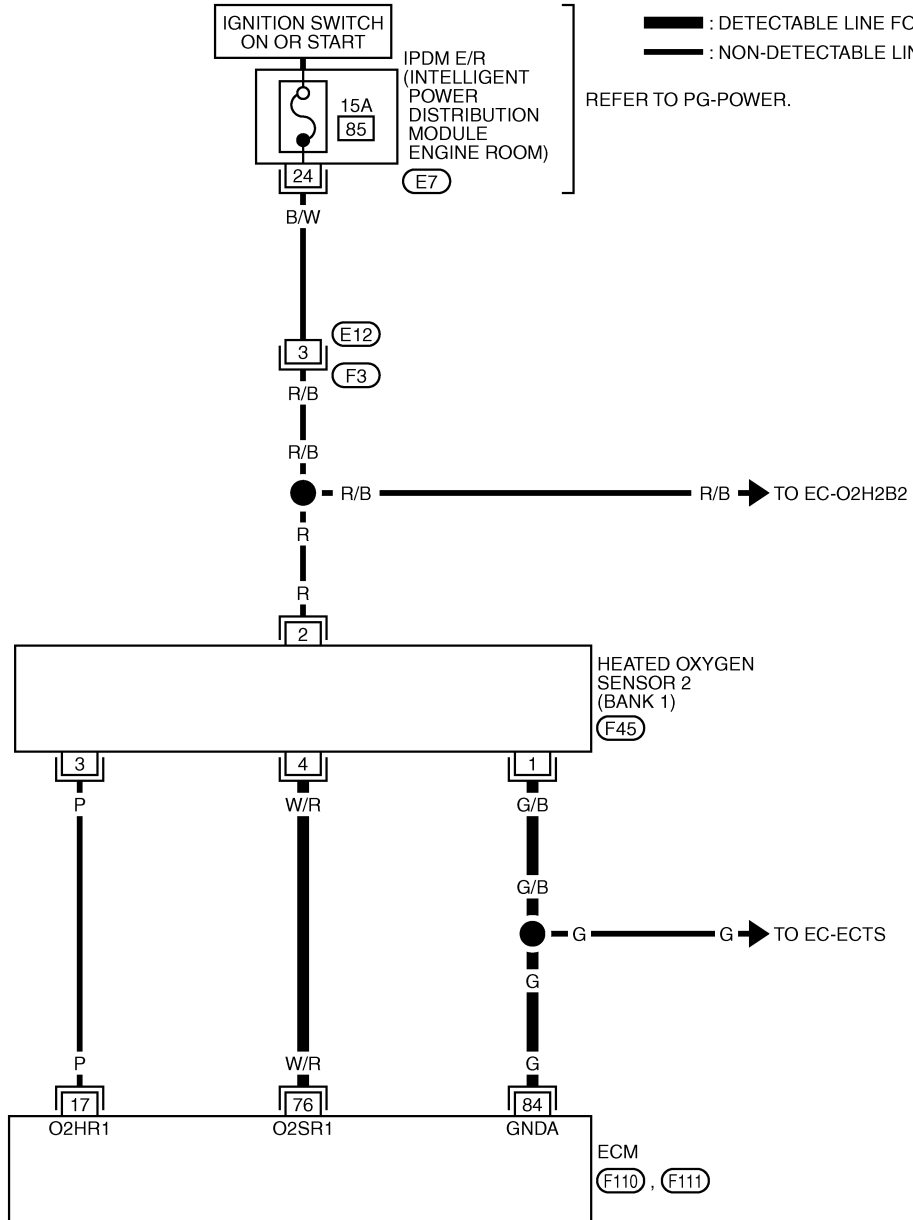 IGNITION SWITCH
ON OR START
: DETECTABLE LINE FO
: NON-DETECTABLE LIN
IPDM E/R
(INTELLIGENT
POWER
DISTRIBUTION
MODULE
ENGINE ROOM)
REFER TO PG-POWER.
15A
85
24
E7
B/W
E12
3
F3
R/B
R/B
R/B
R/B
TO EC-O2H2B2
R
R
2
HEATED OXYGEN
SENSOR 2
(BANK 1)
F45
3
4
1
P
W/R
G/B
G/B
G
G
TO EC-ECTS
G
P
W/R
G
17
76
84
O2HR1
O2SR1
GNDA
ECM
F110 , F111